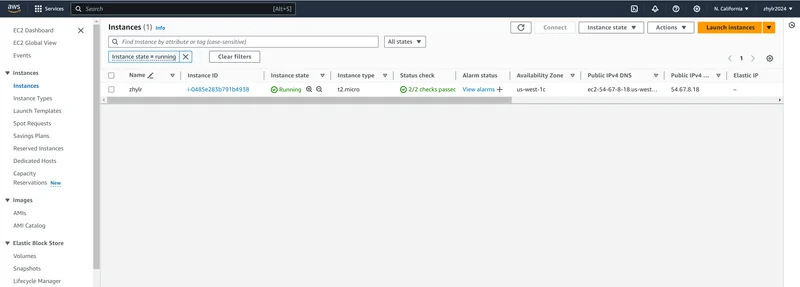 aws Services Search [Alt+S] N. California zhylr2024
EC2 Dashboard
EC2 Global View
Events
Instances
Instances
Instance Types
Launch Templates
Spot Requests
Savings Plans
Reserved Instances
Dedicated Hosts
Capacity
Reservations New
Images
AMIs
AMI Catalog
Elastic Block Store
Volumes
Snapshots
Lifecycle Manager
Instances (1) Info Connect Instance state Actions Launch instances
Find Instance by attribute or tag (case-sensitive) All states
Instance state = running Clear filters 1
Name Instance ID Instance state Instance type Status check Alarm status Availability Zone Public IPv4 DNS Public IPv4 ... Elastic IP
zhylr i-0485e283b791b4938 Running t2.micro 2/2 checks passec View alarms us-west-1c ec2-54-67-8-18.us-west... 54.67.8.18 –